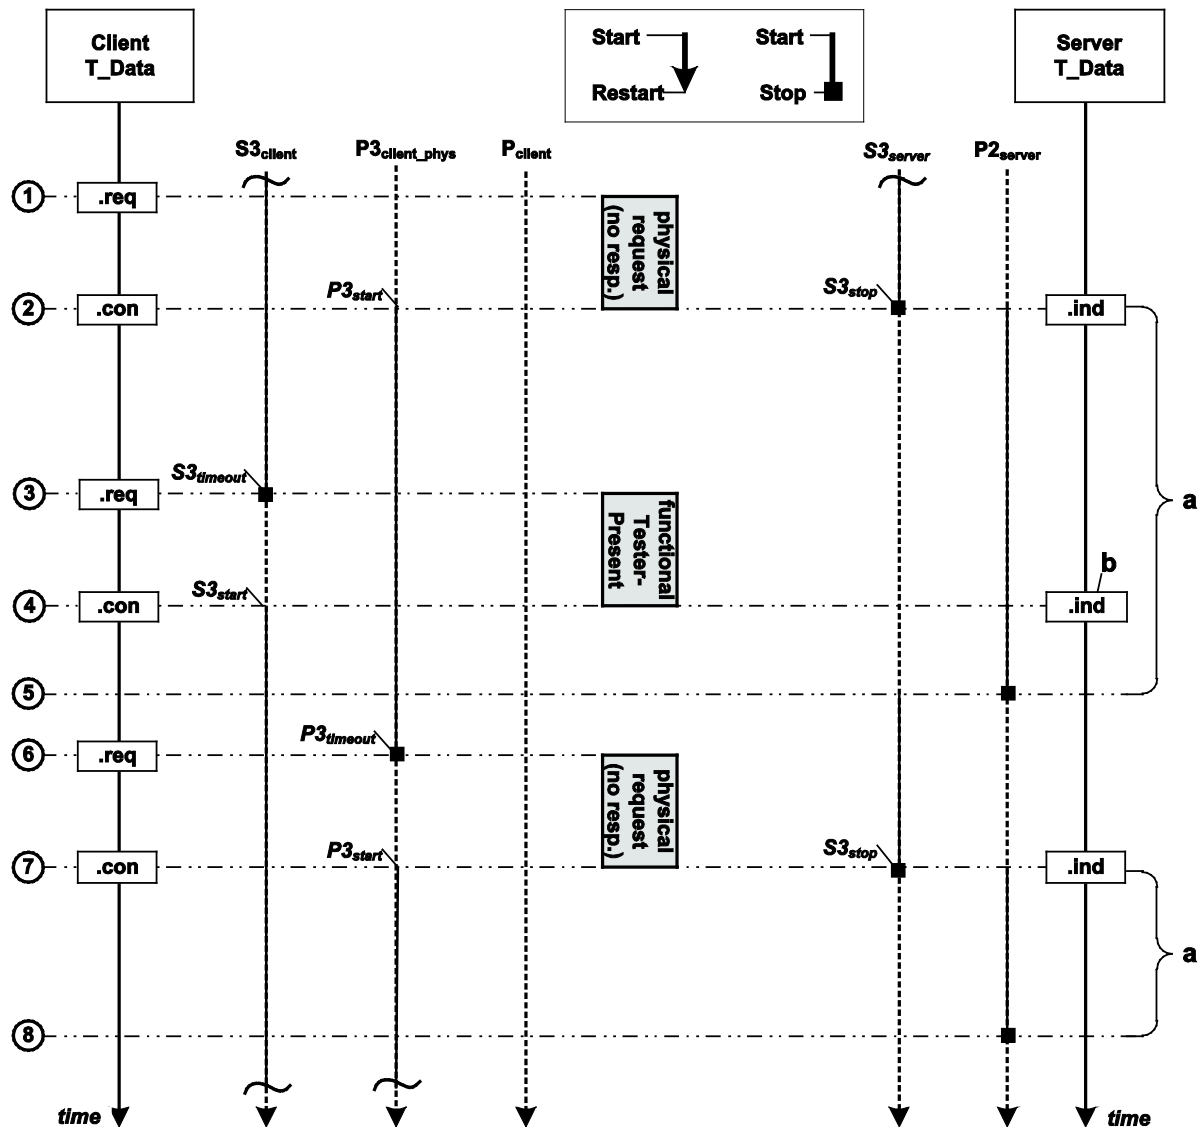 Client
T_Data
Start
Restart
Start
Stop
Server
T_Data
S3client
P3client_phys
Pclient
S3server
P2server
1
.req
physical
request
(no resp.)
2
.con
P3start
S3stop
.ind
3
.req
S3timeout
functional
Tester-
Present
a
b
4
.con
S3start
.ind
5
6
.req
P3timeout
physical
request
(no resp.)
7
.con
P3start
S3stop
.ind
a
8
time
time